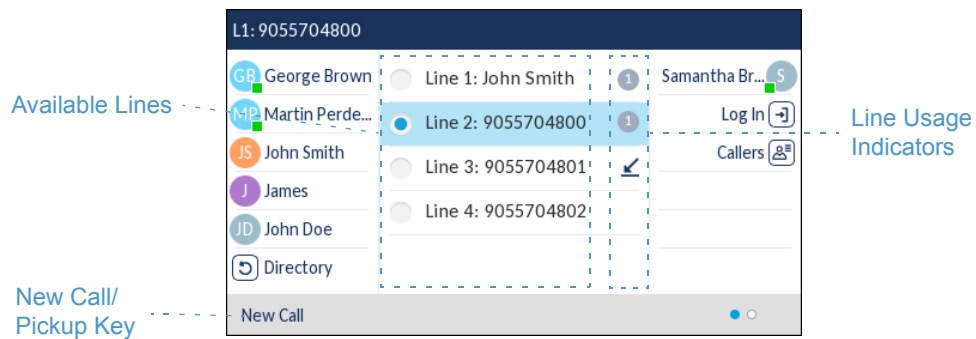 L1: 9055704800
GB George Brown
MP Martin Perde...
JS John Smith
J James
JD John Doe
Directory
Line 1: John Smith 1
Line 2: 9055704800 1
Line 3: 9055704801
Line 4: 9055704802
Samantha Br... S
Log In
Callers
New Call
Available Lines
New Call/
Pickup Key
Line Usage
Indicators